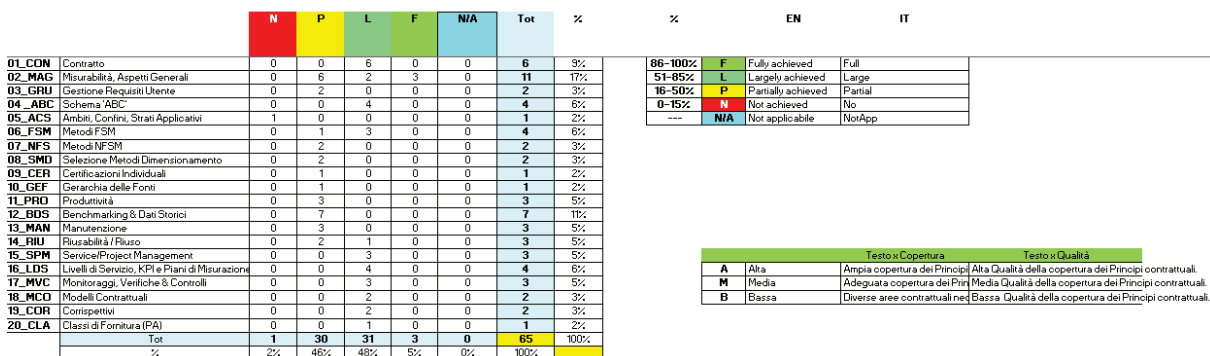 N P L F N/A Tot % % EN IT
01_CON Contratto 0 0 6 0 0 6 9% 86-100% F Fully achieved Full
02_MAG Misurabilità, Aspetti Generali 0 6 2 3 0 11 17% 51-85% L Largely achieved Large
03_GRU Gestione Requisiti Utente 0 2 0 0 0 2 3% 16-50% P Partially achieved Partial
04_ABC Schema 'ABC' 0 0 4 0 0 4 6% 0-15% N Not achieved No
05_ACS Ambiti, Confini, Strati Applicativi 1 0 0 0 0 1 2% --- N/A Not applicabile NotApp
06_FSM Metodi FSM 0 1 3 0 0 4 6%
07_NFS Metodi NFSM 0 2 0 0 0 2 3%
08_SMD Selezione Metodi Dimensionamento 0 2 0 0 0 2 3%
09_CER Certificazioni Individuali 0 1 0 0 0 1 2%
10_GEF Gerarchia delle Fonti 0 1 0 0 0 1 2%
11_PRO Produttività 0 3 0 0 0 3 5%
12_BDS Benchmarking & Dati Storici 0 7 0 0 0 7 11%
13_MAN Manutenzione 0 3 0 0 0 3 5%
14_RIU Riusabilità / Riuso 0 2 1 0 0 3 5%
15_SPM Service/Project Management 0 0 3 0 0 3 5% Testo x Copertura Testo x Qualità
16_LDS Livelli di Servizio, KPI e Piani di Misurazione 0 0 4 0 0 4 6% A Alta Ampia copertura dei Principi Alta Qualità della copertura dei Principi contrattuali.
17_MVC Monitoraggi, Verifiche & Controlli 0 0 3 0 0 3 5% M Media Adeguata copertura dei Prin Media Qualità della copertura dei Principi contrattuali.
18_MCO Modelli Contrattuali 0 0 2 0 0 2 3% B Bassa Diverse aree contrattuali neo Bassa Qualità della copertura dei Principi contrattuali.
19_COR Corrispettivi 0 0 2 0 0 2 3%
20_CLA Classi di Fornitura (PA) 0 0 1 0 0 1 2%
Tot 1 30 31 3 0 65 100%
% 2% 46% 48% 5% 0% 100%